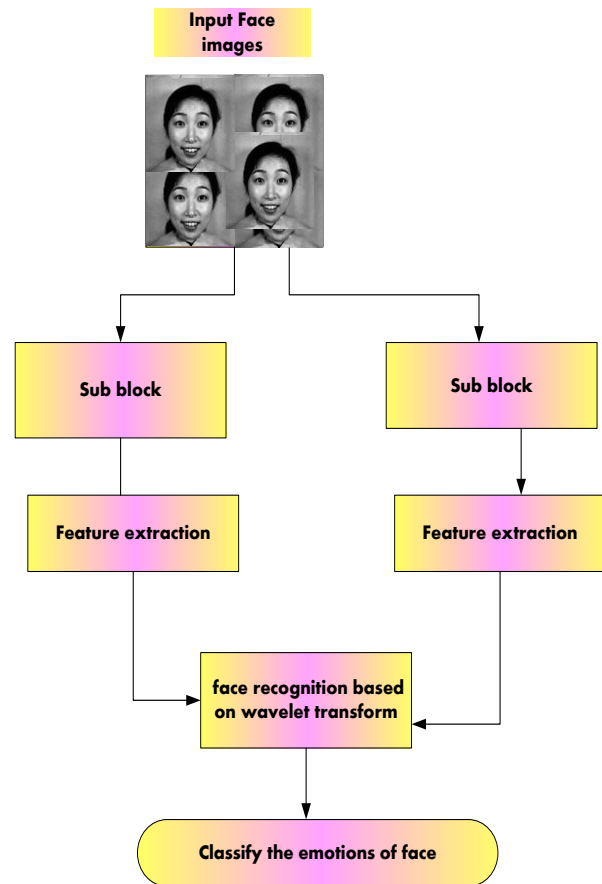 Input Face
images
Sub block
Sub block
Feature extraction
Feature extraction
face recognition based
on wavelet transform
Classify the emotions of face